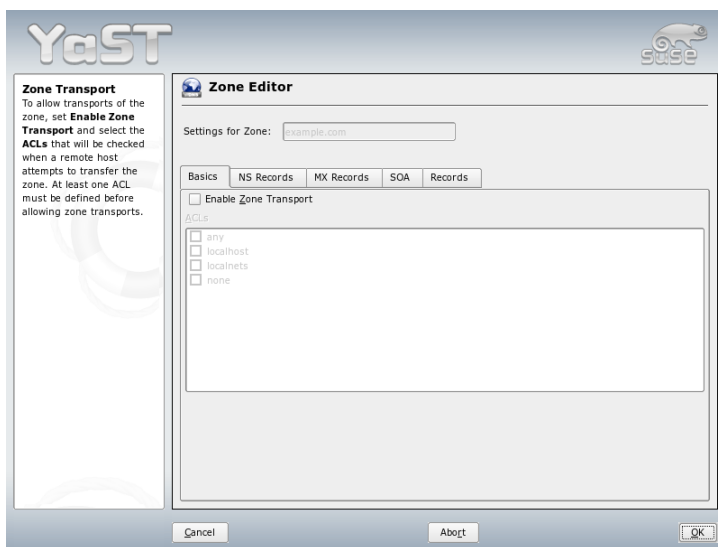 YaST
SUSE
Zone Transport
To allow transports of the
zone, set Enable Zone
Transport and select the
ACLs that will be checked
when a remote host
attempts to transfer the
zone. At least one ACL
must be defined before
allowing zone transports.
Zone Editor
Settings for Zone: example.com
Basics NS Records MX Records SOA Records
Enable Zone Transport
ACLs
any
localhost
localnets
none
Cancel Abort OK